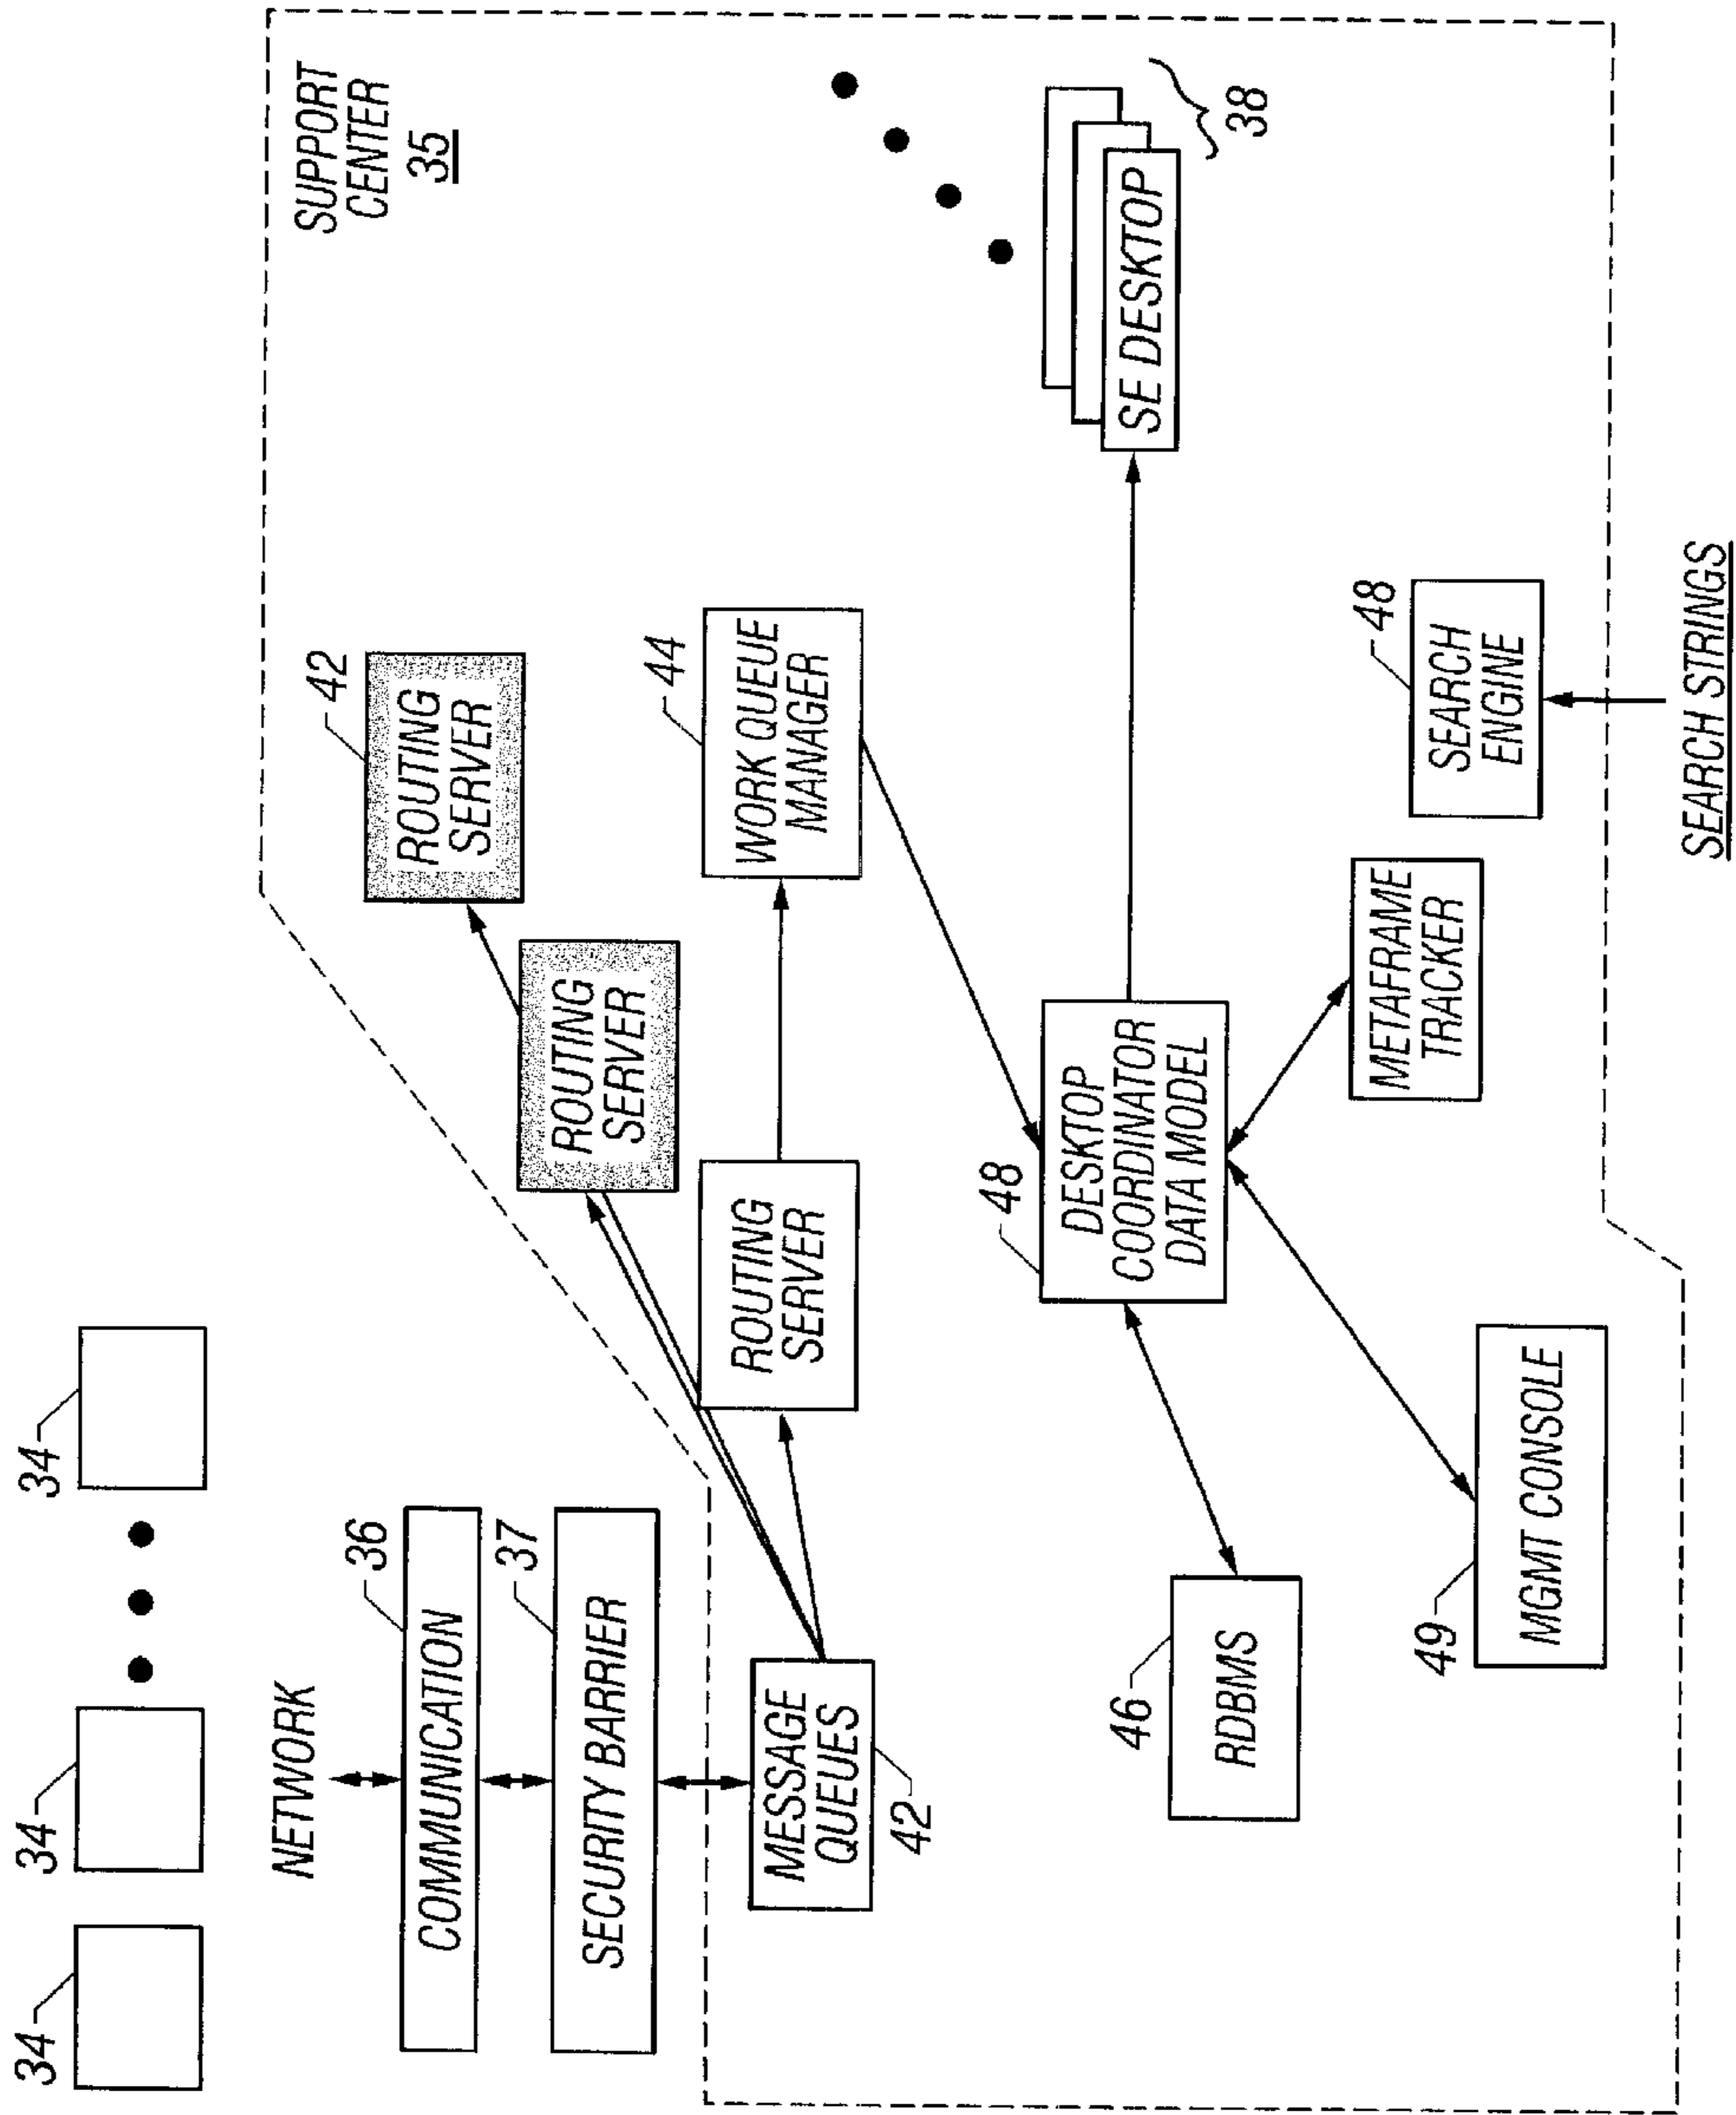 34
34
34
NETWORK
36
COMMUNICATION
37
SECURITY BARRIER
SUPPORT
CENTER
35
42
ROUTING
SERVER
ROUTING
SERVER
44
WORK QUEUE
MANAGER
ROUTING
SERVER
MESSAGE
QUEUES
42
38
SE DESKTOP
48
DESKTOP
COORDINATOR
DATA MODEL
46
RDBMS
METAFRAME
TRACKER
48
SEARCH
ENGINE
49
MGMT CONSOLE
SEARCH STRINGS